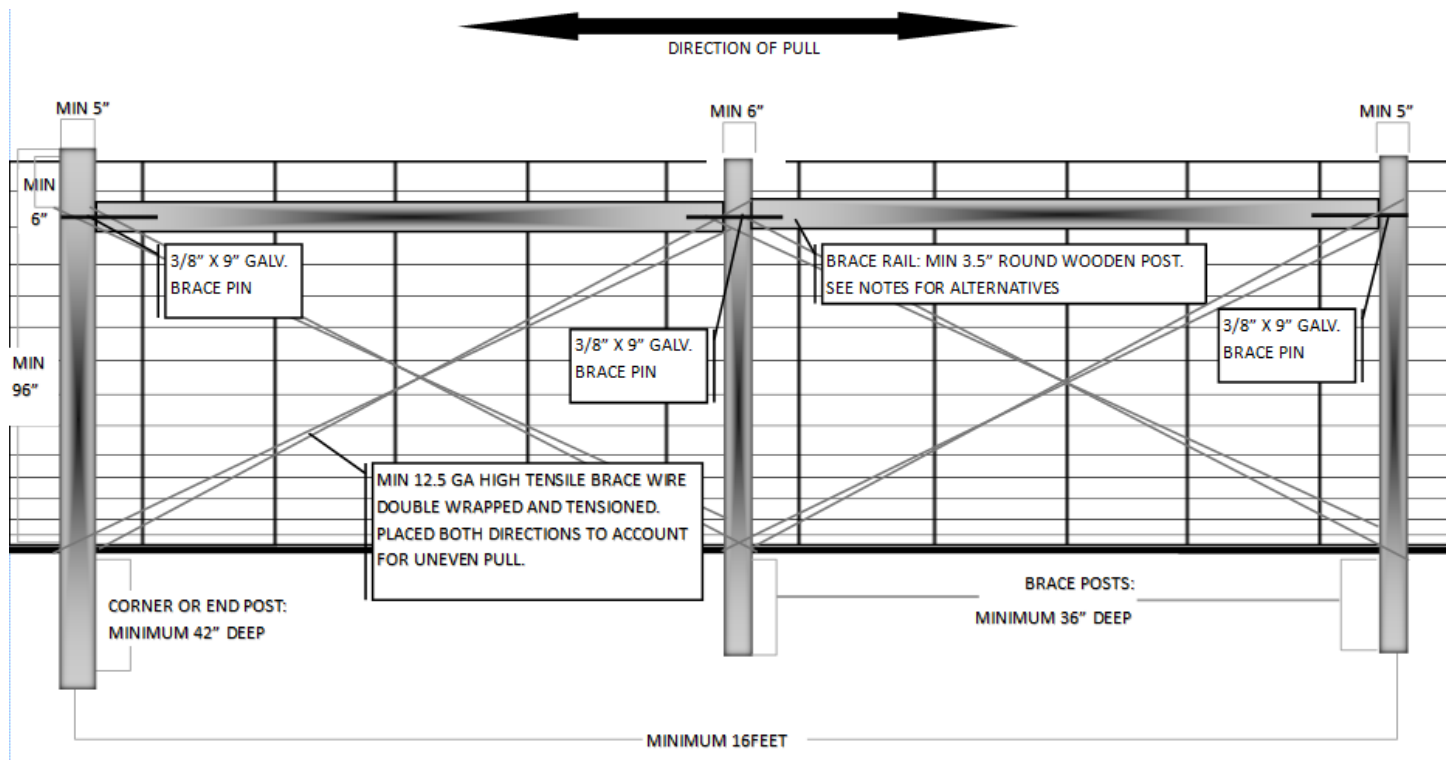 DIRECTION OF PULL
MIN 5”
MIN 6”
MIN 5”
MIN
6”
3/8” X 9” GALV.
BRACE PIN
BRACE RAIL: MIN 3.5” ROUND WOODEN POST.
SEE NOTES FOR ALTERNATIVES
3/8” X 9” GALV.
BRACE PIN
3/8” X 9” GALV.
BRACE PIN
MIN
96”
MIN 12.5 GA HIGH TENSILE BRACE WIRE
DOUBLE WRAPPED AND TENSIONED.
PLACED BOTH DIRECTIONS TO ACCOUNT
FOR UNEVEN PULL.
CORNER OR END POST:
MINIMUM 42” DEEP
BRACE POSTS:
MINIMUM 36” DEEP
MINIMUM 16FEET